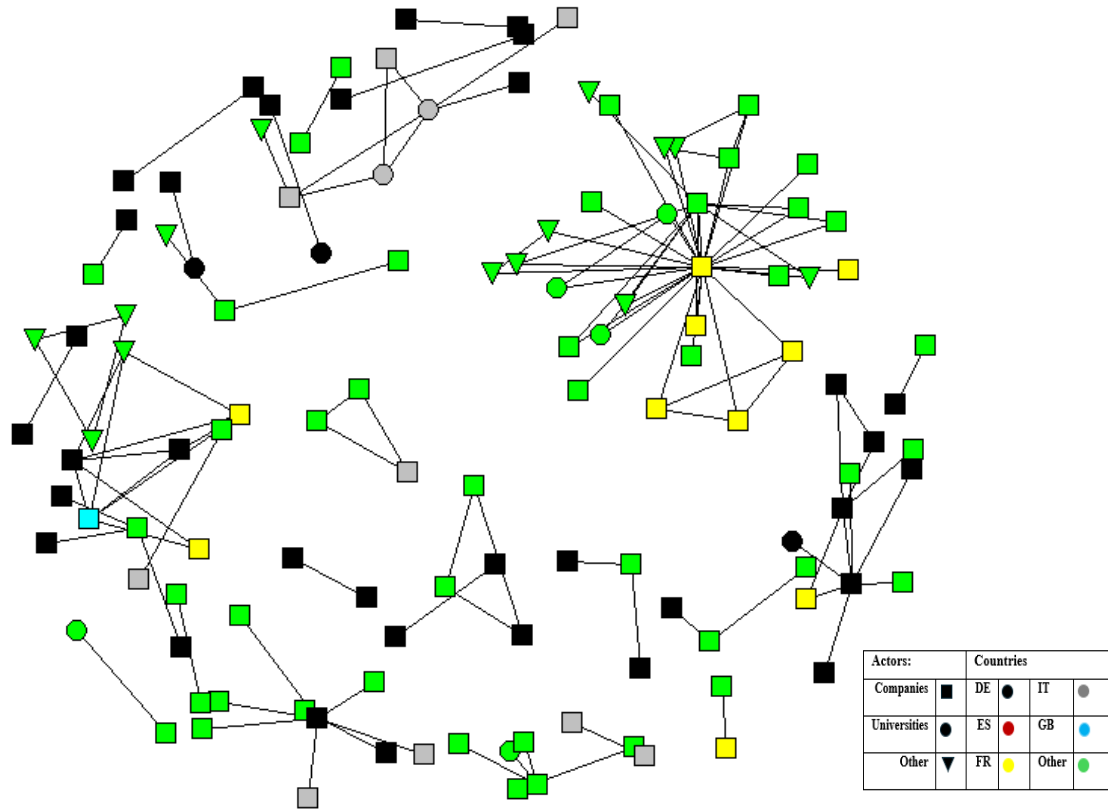 Actors: Countries
Companies DE IT
Universities ES GB
Other FR Other